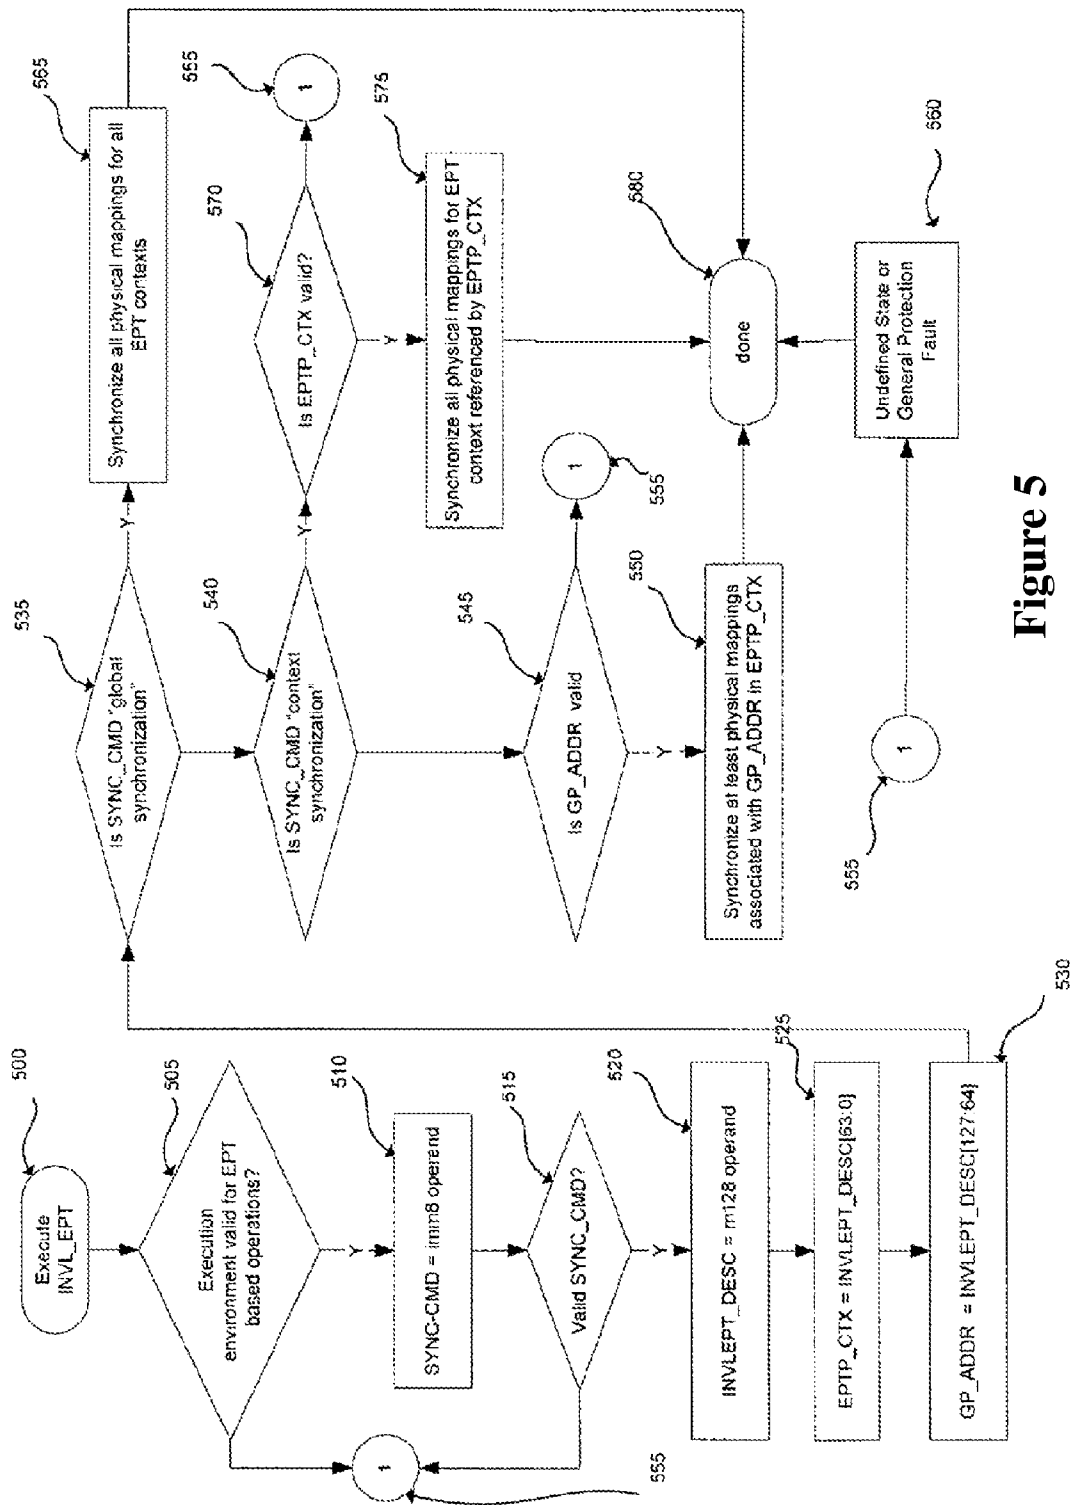 500
Execute
INVL_EPT
505
Execution
environment valid for EPT
based operations?
Y
510
SYNC-CMD = imm8 operend
515
Valid SYNC_CMD?
Y
1
555
520
INVLEPT_DESC = m128 operand
525
EPTP_CTX = INVLEPT_DESC[63:0]
530
GP_ADDR = INVLEPT_DESC[127:64]
535
Is SYNC_CMD "global
synchronization"
Y
565
Synchronize all physical mappings for all
EPT contexts
540
Is SYNC_CMD "context
synchronization"
Y
570
Is EPTP_CTX valid?
555
1
Y
575
Synchronize all physical mappings for EPT
context referenced by EPTP_CTX
545
Is GP_ADDR valid
1
555
Y
550
Synchronize at least physical mappings
associated with GP_ADDR in EPTP_CTX
580
done
555
1
Undefined State or
General Protection
Fault
560
Figure 5